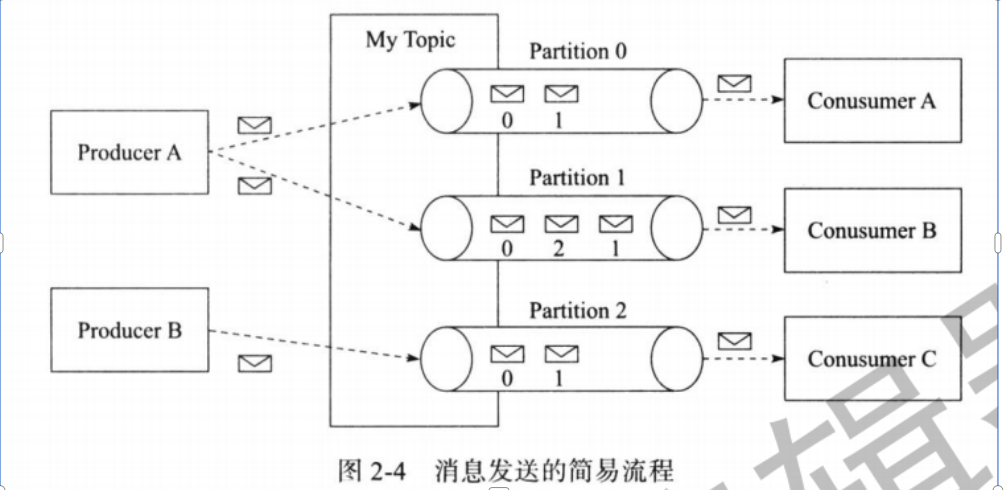 My Topic
Partition 0
0 1
Producer A
Conusumer A
Partition 1
0 2 1
Conusumer B
Partition 2
0 1
Producer B
Conusumer C
图 2-4 消息发送的简易流程
辑